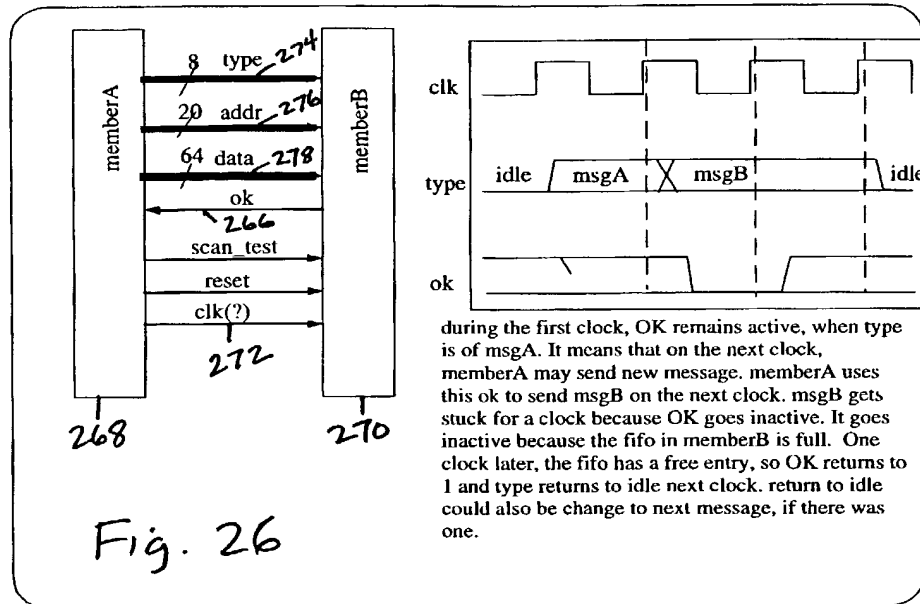 memberA
memberB
8 type 274
20 addr 276
64 data 278
ok
266
scan_test
reset
clk(?)
272
268
270
clk
type idle msgA msgB idle
ok
during the first clock, OK remains active, when type
is of msgA. It means that on the next clock,
memberA may send new message. memberA uses
this ok to send msgB on the next clock. msgB gets
stuck for a clock because OK goes inactive. It goes
inactive because the fifo in memberB is full. One
clock later, the fifo has a free entry, so OK returns to
1 and type returns to idle next clock. return to idle
could also be change to next message, if there was
one.
Fig. 26